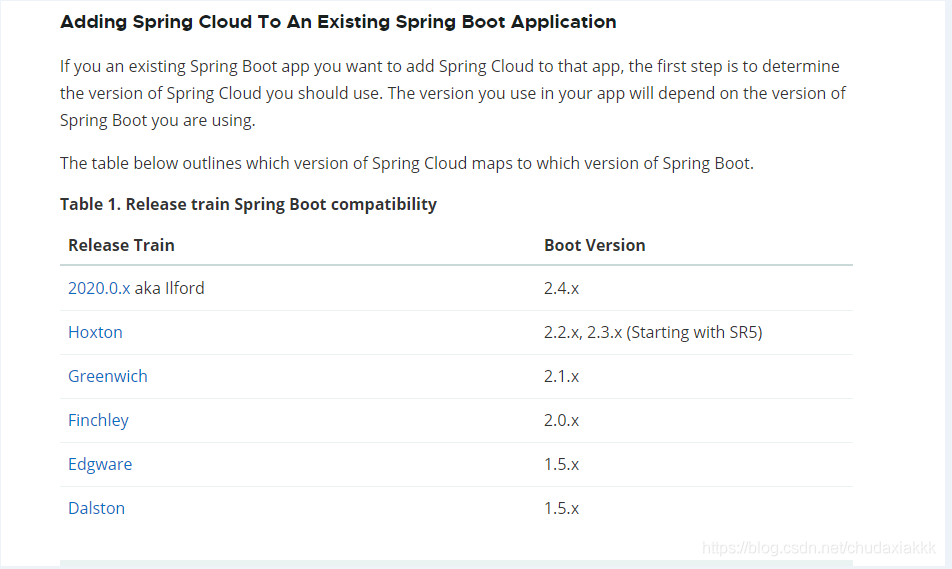 Adding Spring Cloud To An Existing Spring Boot Application
If you an existing Spring Boot app you want to add Spring Cloud to that app, the first step is to determine
the version of Spring Cloud you should use. The version you use in your app will depend on the version of
Spring Boot you are using.
The table below outlines which version of Spring Cloud maps to which version of Spring Boot.
Table 1. Release train Spring Boot compatibility
Release Train Boot Version
2020.0.x aka Ilford 2.4.x
Hoxton 2.2.x, 2.3.x (Starting with SR5)
Greenwich 2.1.x
Finchley 2.0.x
Edgware 1.5.x
Dalston 1.5.x
https://blog.csdn.net/chudaxiakkk